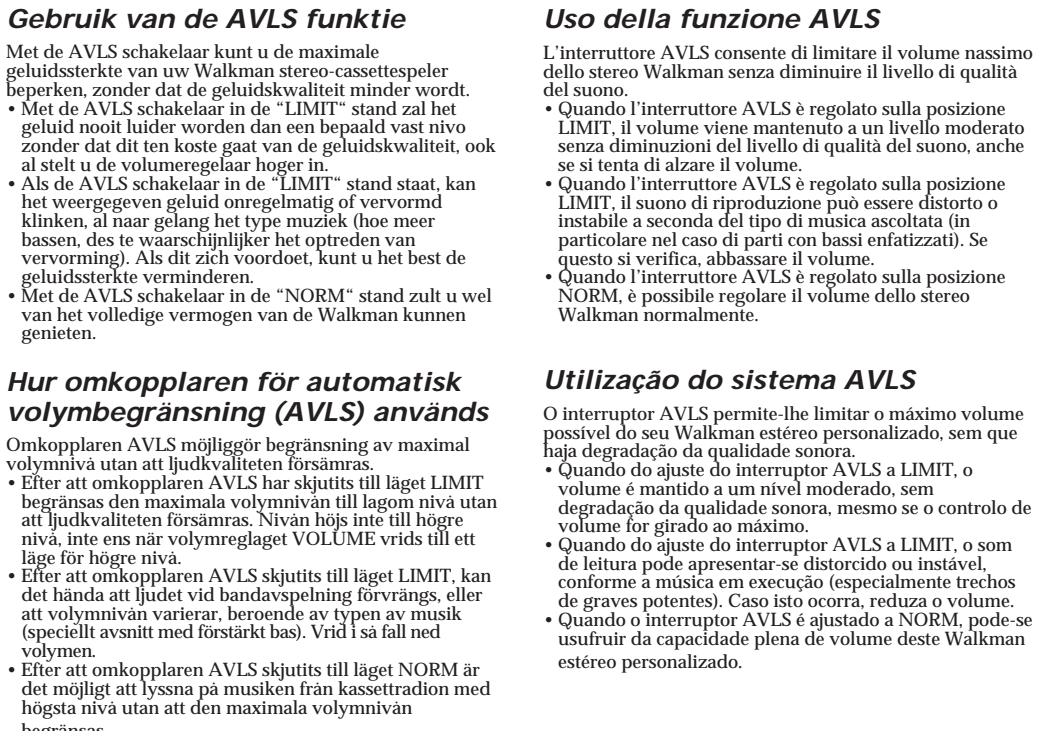 Gebruik van de AVLS funktie
Met de AVLS schakelaar kunt u de maximale
geluidssterkte van uw Walkman stereo-cassettespeler
beperken, zonder dat de geluidskwaliteit minder wordt.
• Met de AVLS schakelaar in de “LIMIT“ stand zal het
geluid nooit luider worden dan een bepaald vast nivo
zonder dat dit ten koste gaat van de geluidskwaliteit, ook
al stelt u de volumeregelaar hoger in.
• Als de AVLS schakelaar in de “LIMIT“ stand staat, kan
het weergegeven geluid onregelmatig of vervormd
klinken, al naar gelang het type muziek (hoe meer
bassen, des te waarschijnlijker het optreden van
vervorming). Als dit zich voordoet, kunt u het best de
geluidssterkte verminderen.
• Met de AVLS schakelaar in de “NORM“ stand zult u wel
van het volledige vermogen van de Walkman kunnen
genieten.
Hur omkopplaren för automatisk
volymbegränsning (AVLS) används
Omkopplaren AVLS möjliggör begränsning av maximal
volymnivå utan att ljudkvaliteten försämras.
• Efter att omkopplaren AVLS har skjutits till läget LIMIT
begränsas den maximala volymnivån till lagom nivå utan
att ljudkvaliteten försämras. Nivån höjs inte till högre
nivå, inte ens när volymreglaget VOLUME vrids till ett
läge för högre nivå.
• Efter att omkopplaren AVLS skjutits till läget LIMIT, kan
det hända att ljudet vid bandavspelning förvrängs, eller
att volymnivån varierar, beroende av typen av musik
(speciellt avsnitt med förstärkt bas). Vrid i så fall ned
volymen.
• Efter att omkopplaren AVLS skjutits till läget NORM är
det möjligt att lyssna på musiken från kassettradion med
högsta nivå utan att den maximala volymnivån
begränsas.
Uso della funzione AVLS
L’interruttore AVLS consente di limitare il volume nassimo
dello stereo Walkman senza diminuire il livello di qualità
del suono.
• Quando l’interruttore AVLS è regolato sulla posizione
LIMIT, il volume viene mantenuto a un livello moderato
senza diminuzioni del livello di qualità del suono, anche
se si tenta di alzare il volume.
• Quando l’interruttore AVLS è regolato sulla posizione
LIMIT, il suono di riproduzione può essere distorto o
instabile a seconda del tipo di musica ascoltata (in
particolare nel caso di parti con bassi enfatizzati). Se
questo si verifica, abbassare il volume.
• Quando l’interruttore AVLS è regolato sulla posizione
NORM, è possibile regolare il volume dello stereo
Walkman normalmente.
Utilização do sistema AVLS
O interruptor AVLS permite-lhe limitar o máximo volume
possível do seu Walkman estéreo personalizado, sem que
haja degradação da qualidade sonora.
• Quando do ajuste do interruptor AVLS a LIMIT, o
volume é mantido a um nível moderado, sem
degradação da qualidade sonora, mesmo se o controlo de
volume for girado ao máximo.
• Quando do ajuste do interruptor AVLS a LIMIT, o som
de leitura pode apresentar-se distorcido ou instável,
conforme a música em execução (especialmente trechos
de graves potentes). Caso isto ocorra, reduza o volume.
• Quando o interruptor AVLS é ajustado a NORM, pode-se
usufruir da capacidade plena de volume deste Walkman
estéreo personalizado.